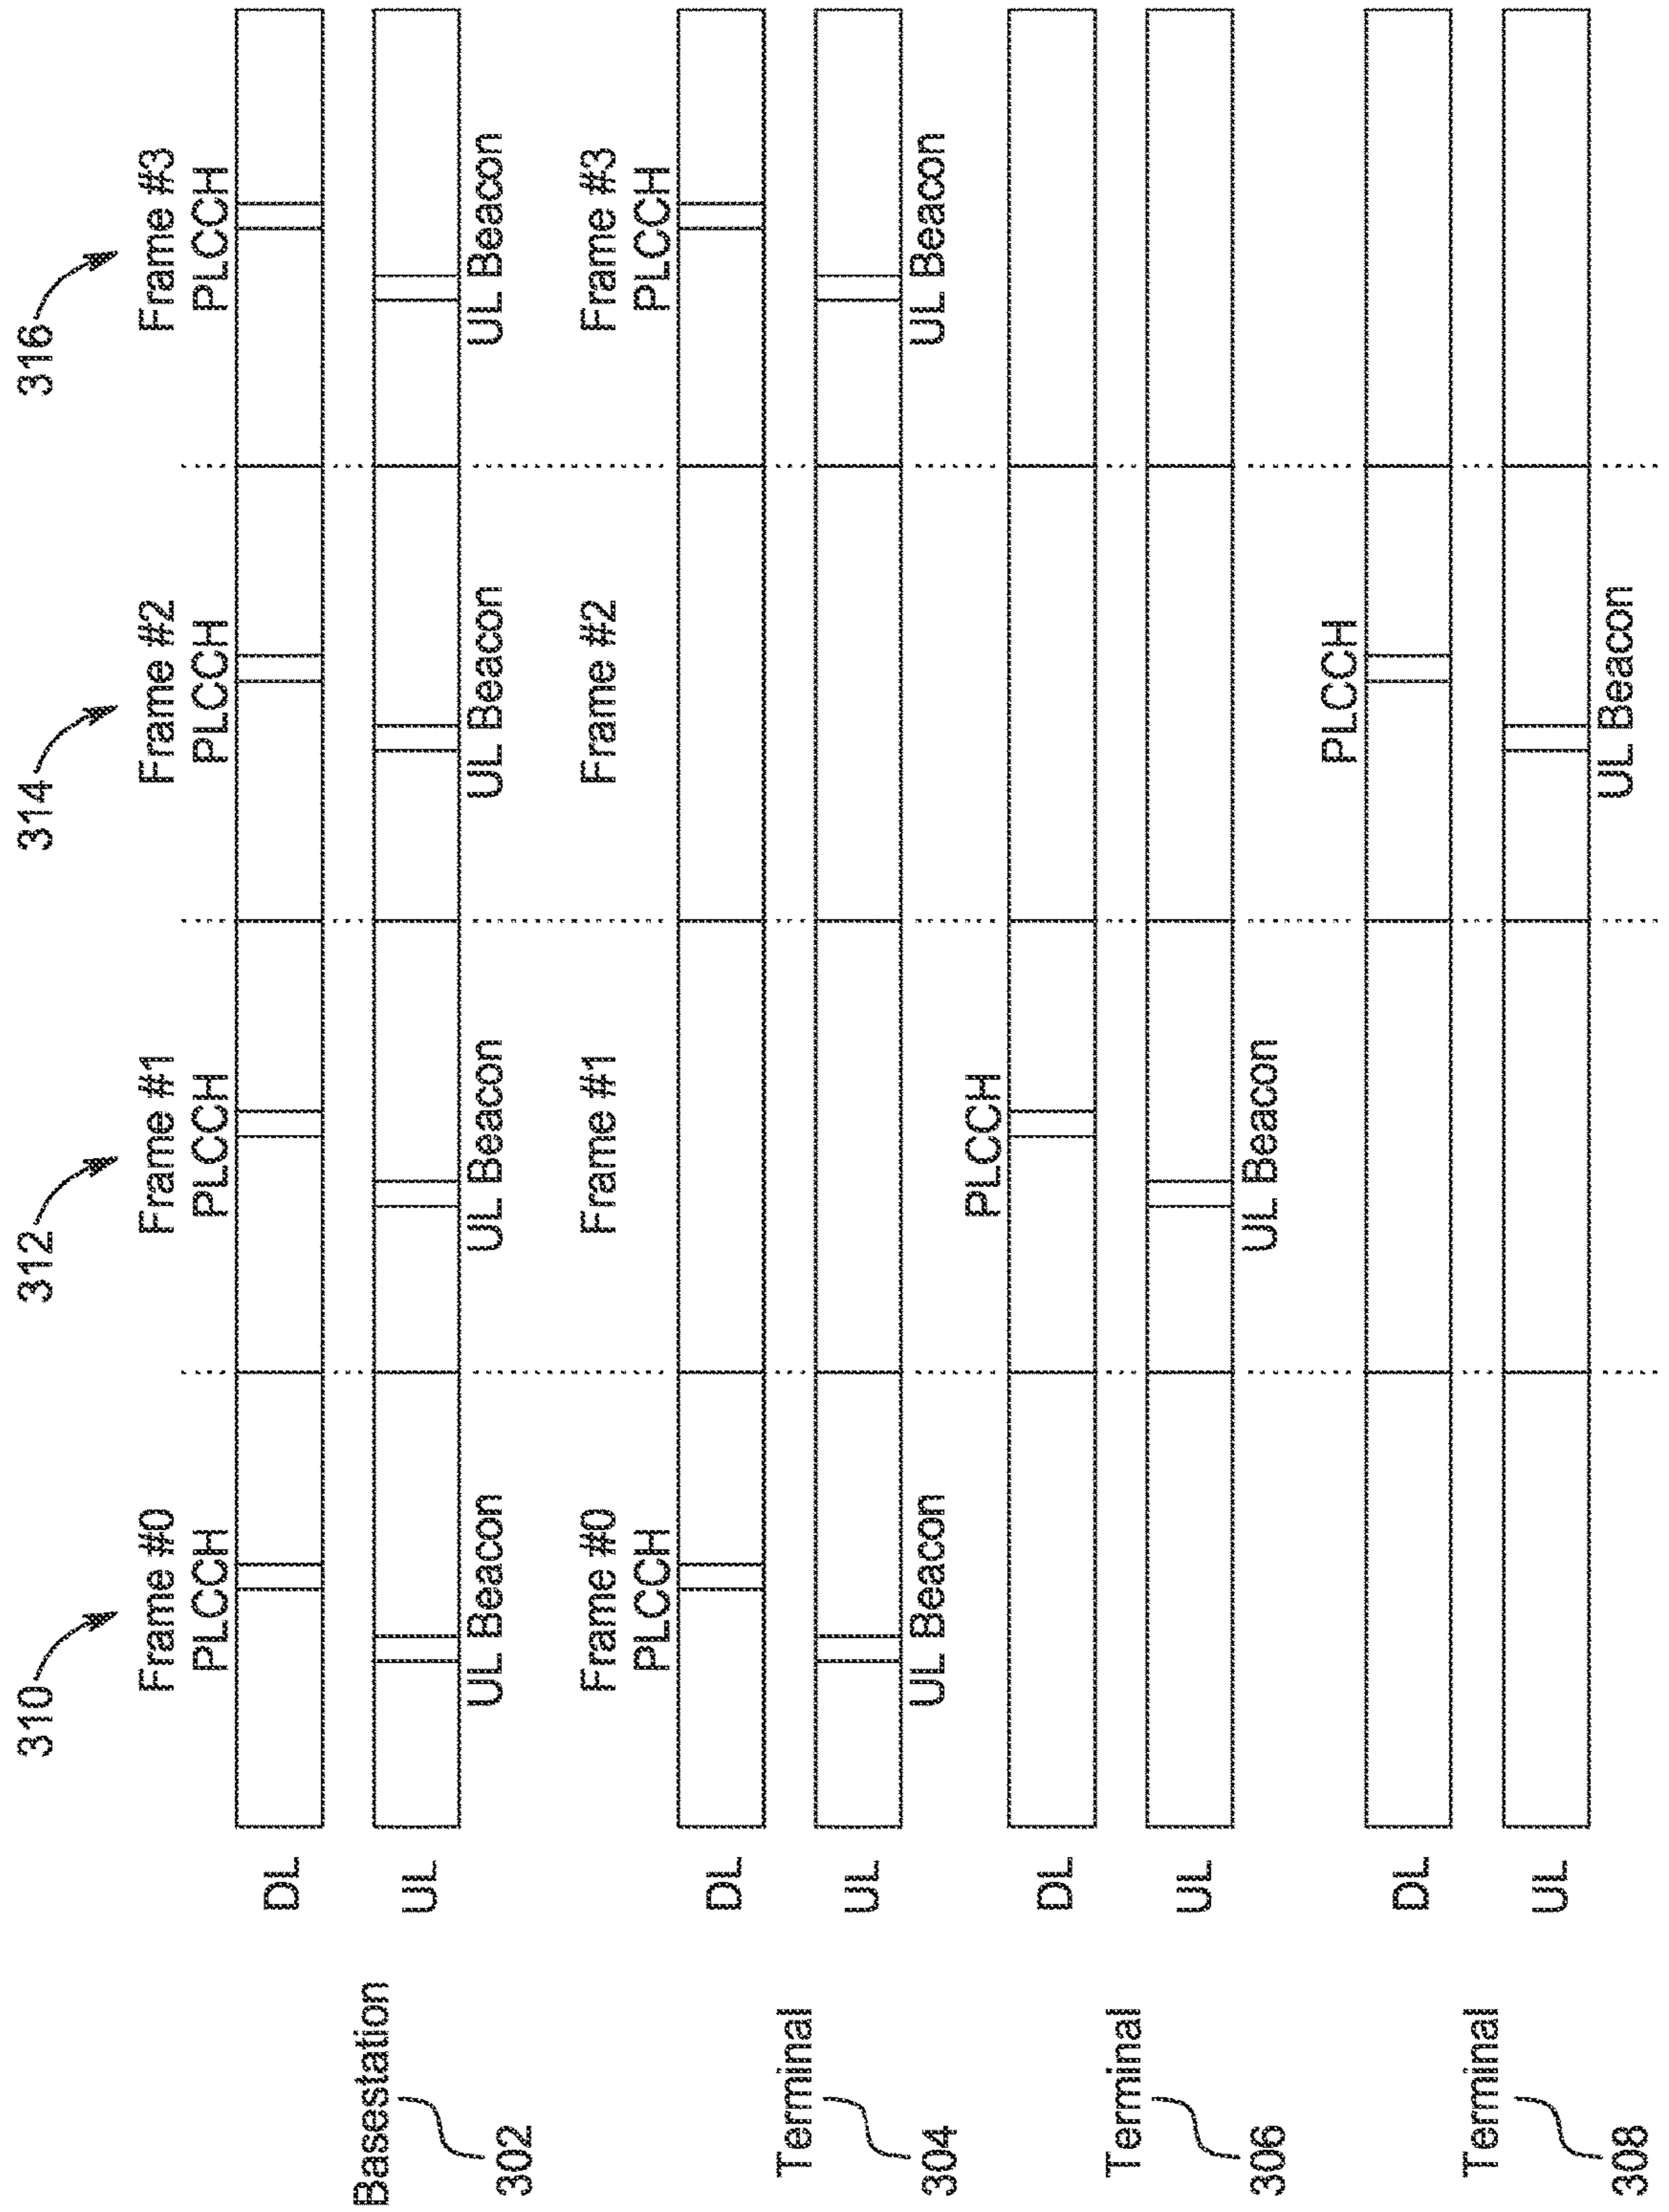 310
312
314
316
Frame #0
Frame #1
Frame #2
Frame #3
PLCCH
PLCCH
PLCCH
PLCCH
DL
Basestation
302
UL
UL Beacon
UL Beacon
UL Beacon
UL Beacon
Frame #0
Frame #1
Frame #2
Frame #3
PLCCH
PLCCH
DL
Terminal
304
UL
UL Beacon
UL Beacon
PLCCH
DL
Terminal
306
UL
UL Beacon
PLCCH
DL
Terminal
308
UL
UL Beacon